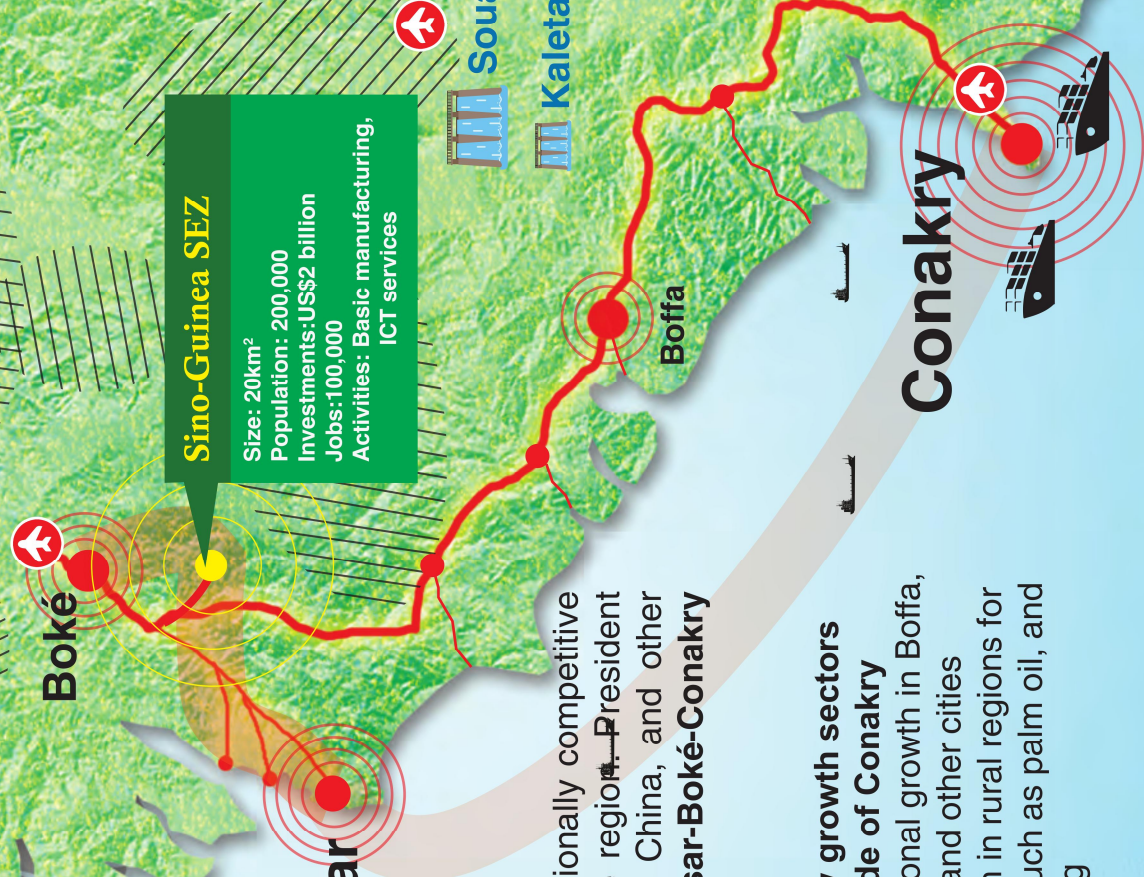 Boké
Sino-Guinea SEZ
Size: 20km²
Population: 200,000
Investments:US$2 billion
Jobs:100,000
Activities: Basic manufacturing,
ICT services
ar
Soua
Kaleta
Boffa
Conakry
ionally competitive
region. President
China, and other
sar-Boké-Conakry
y growth sectors
de of Conakry
onal growth in Boffa,
and other cities
n in rural regions for
uch as palm oil, and
g